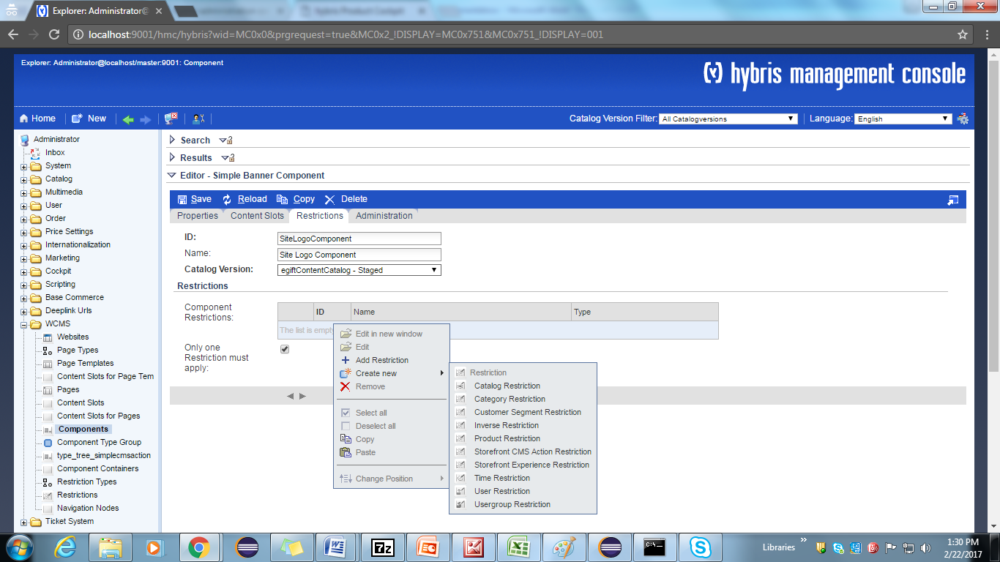 Explorer: Administrator@
hybris Product Cockpit
localhost:9001/hmc/hybris?wid=MC0x0&prgrequest=true&MC0x2_!DISPLAY=MC0x751&MC0x751_!DISPLAY=001
Explorer: Administrator@localhost/master:9001: Component
hybris management console
Home New
Catalog Version Filter: All Catalogversions Language: English
Administrator
Inbox
System
Catalog
Multimedia
User
Order
Price Settings
Internationalization
Marketing
Cockpit
Scripting
Base Commerce
Deeplink Urls
WCMS
Websites
Page Types
Page Templates
Content Slots for Page Tem
Pages
Content Slots
Content Slots for Pages
Components
Component Type Group
type_tree_simplecmsaction
Component Containers
Restriction Types
Restrictions
Navigation Nodes
Ticket System
Search
Results
Editor - Simple Banner Component
Save Reload Copy Delete
Properties Content Slots Restrictions Administration
ID: SiteLogoComponent
Name: Site Logo Component
Catalog Version: egiftContentCatalog - Staged
Restrictions
Component
Restrictions:
ID Name Type
The list is empty
Only one
Restriction must
apply:
Edit in new window
Edit
Add Restriction
Create new
Remove
Select all
Deselect all
Copy
Paste
Change Position
Restriction
Catalog Restriction
Category Restriction
Customer Segment Restriction
Inverse Restriction
Product Restriction
Storefront CMS Action Restriction
Storefront Experience Restriction
Time Restriction
User Restriction
Usergroup Restriction
7z
C:\_
Libraries
1:30 PM
2/22/2017